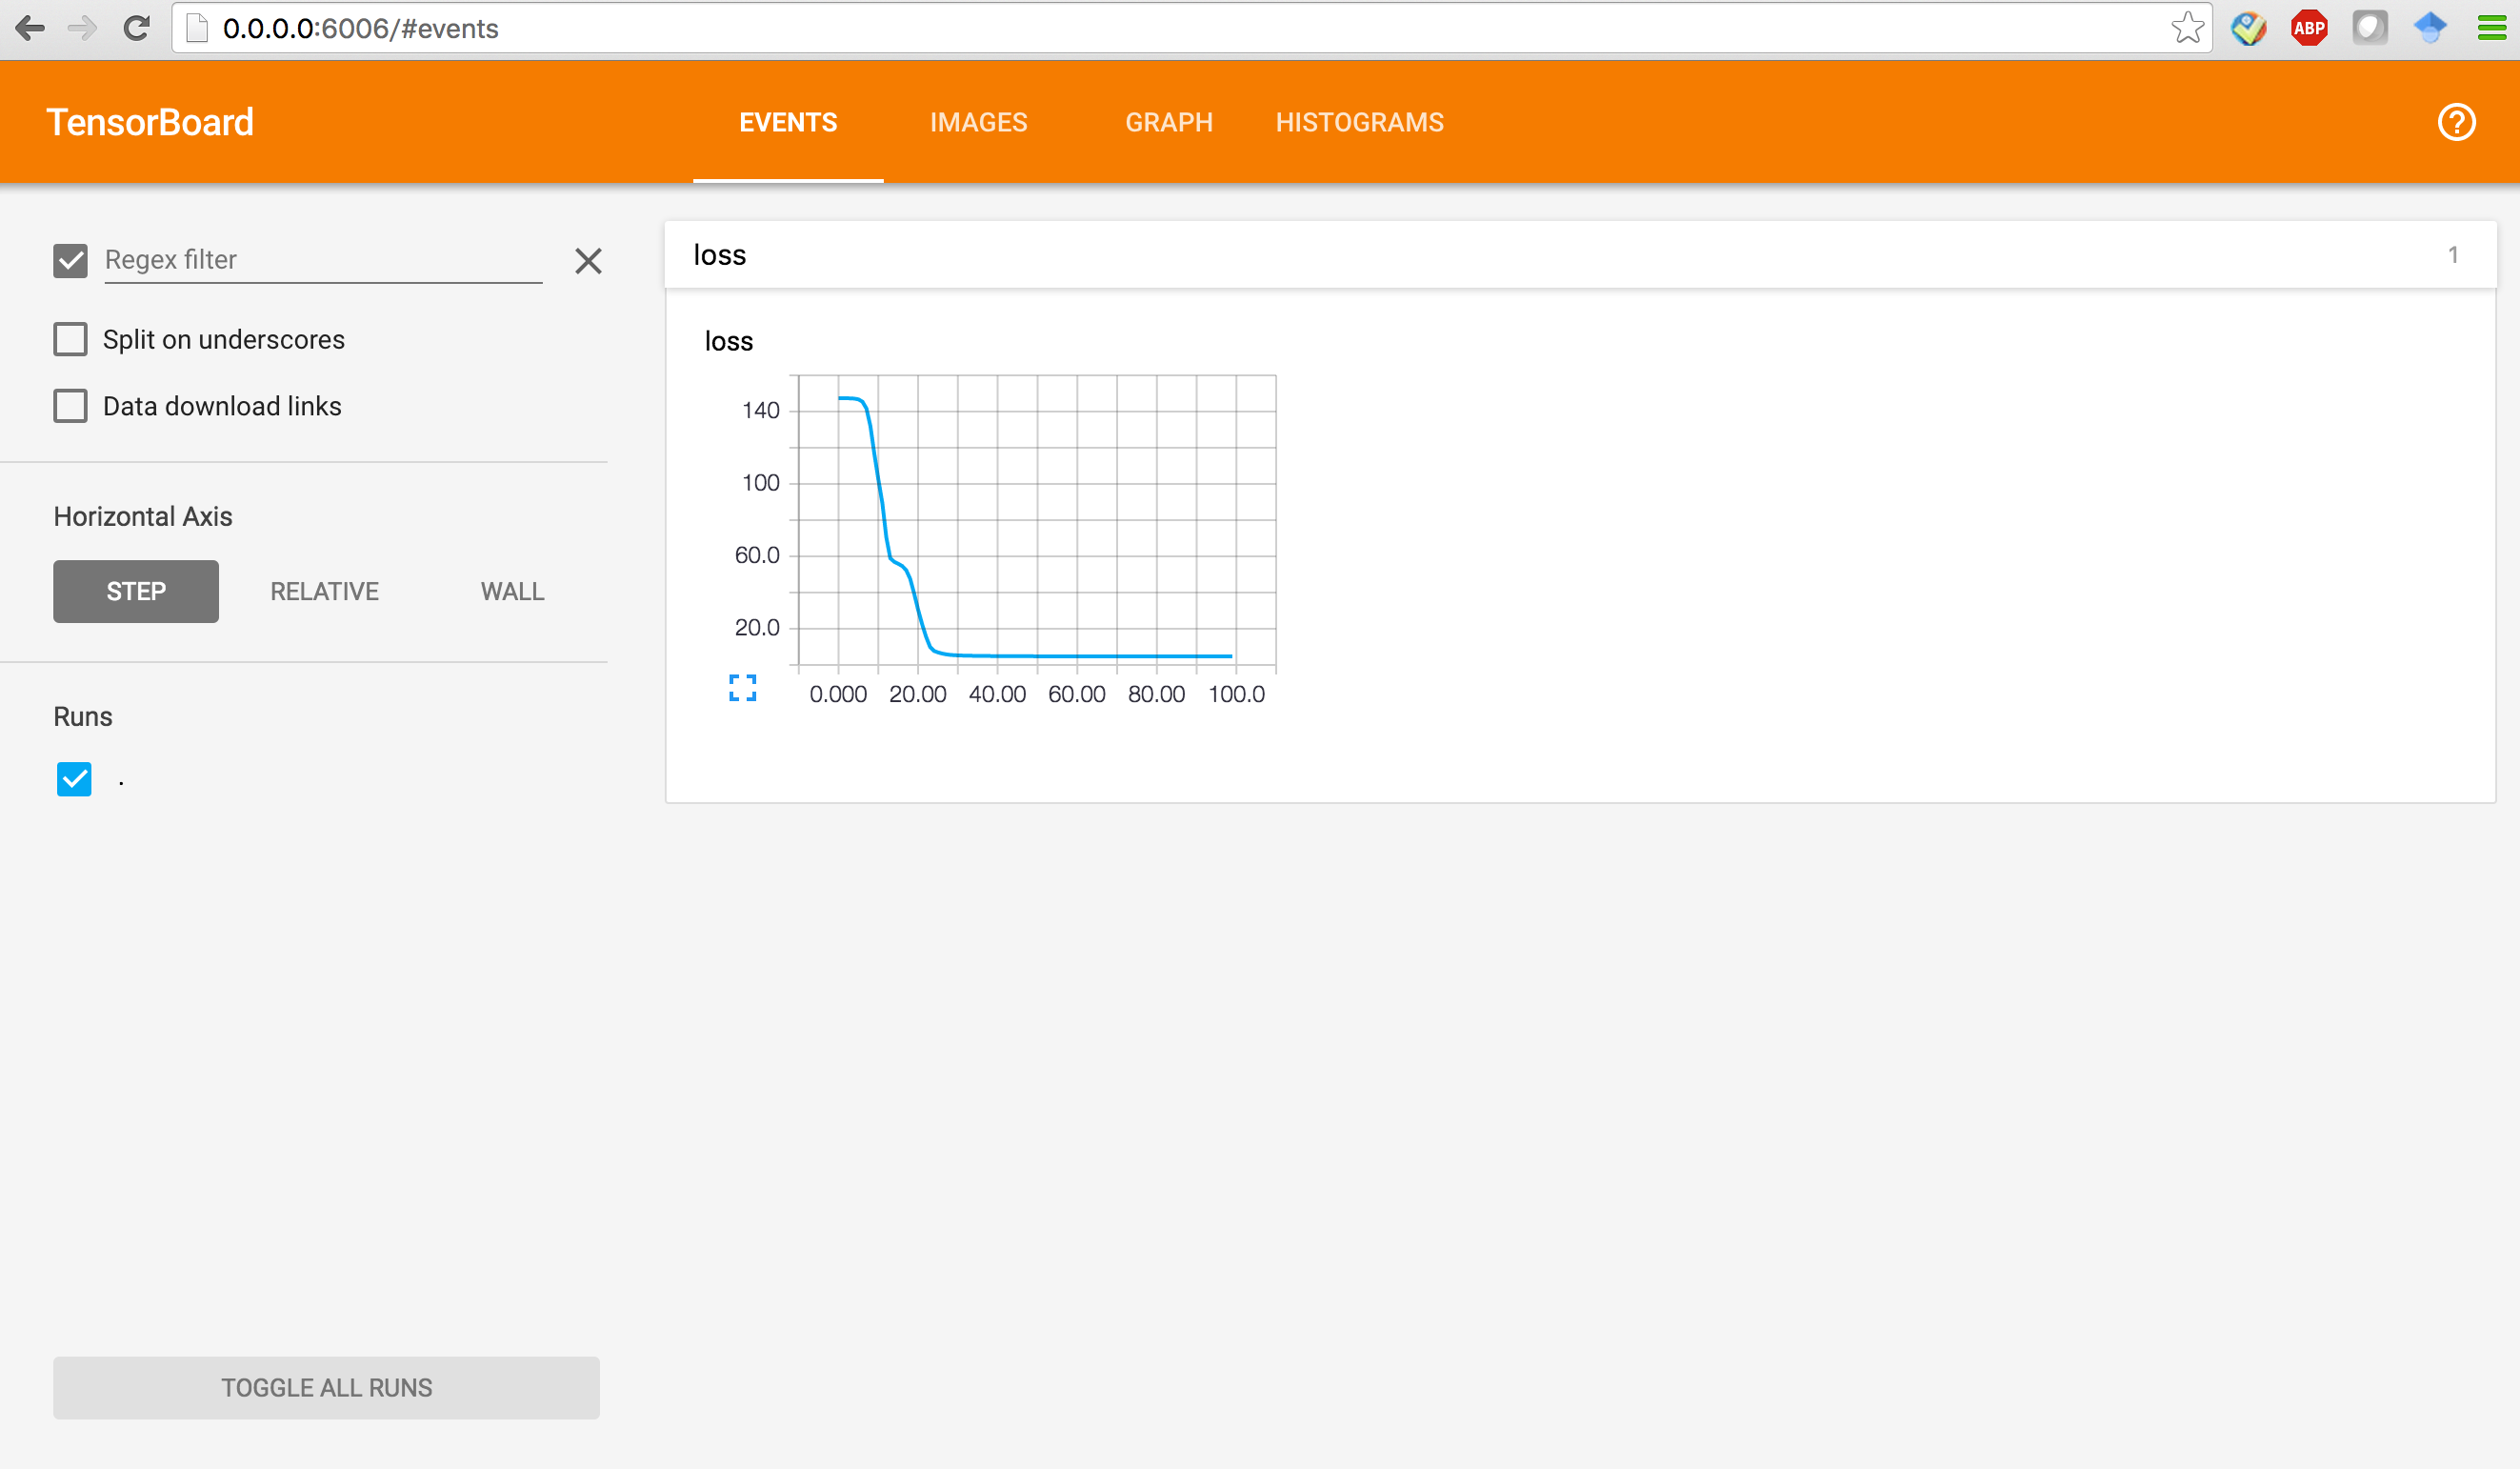 0.0.0.0:6006/#events
ABP
TensorBoard
EVENTS IMAGES GRAPH HISTOGRAMS
?
Regex filter
Split on underscores
Data download links
Horizontal Axis
STEP RELATIVE WALL
Runs
.
TOGGLE ALL RUNS
loss 1
loss
140
100
60.0
20.0
0.000 20.00 40.00 60.00 80.00 100.0